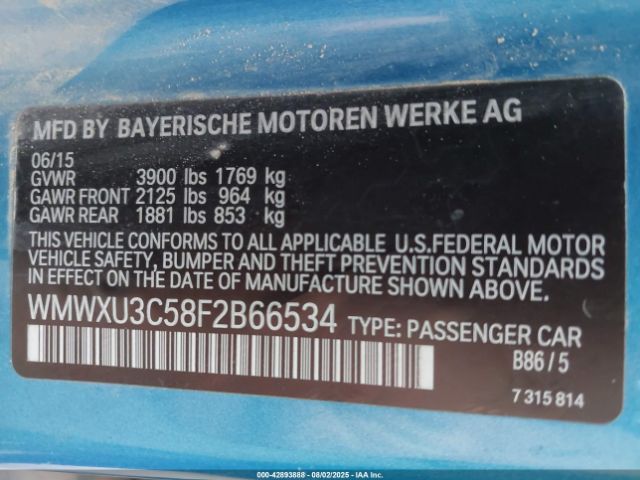 MFD BY BAYERISCHE MOTOREN WERKE AG
06/15
GVWR 3900 lbs 1769 kg
GAWR FRONT 2125 lbs 964 kg
GAWR REAR 1881 lbs 853 kg
THIS VEHICLE CONFORMS TO ALL APPLICABLE U.S.FEDERAL MOTOR
VEHICLE SAFETY, BUMPER AND THEFT PREVENTION STANDARDS
IN EFFECT ON THE DATE OF MANUFACTURE SHOWN ABOVE.
WMWXU3C58F2B66534 TYPE: PASSENGER CAR
B86/5
7 315 814
000-42893888 | 08/02/2025 | IAA Inc.